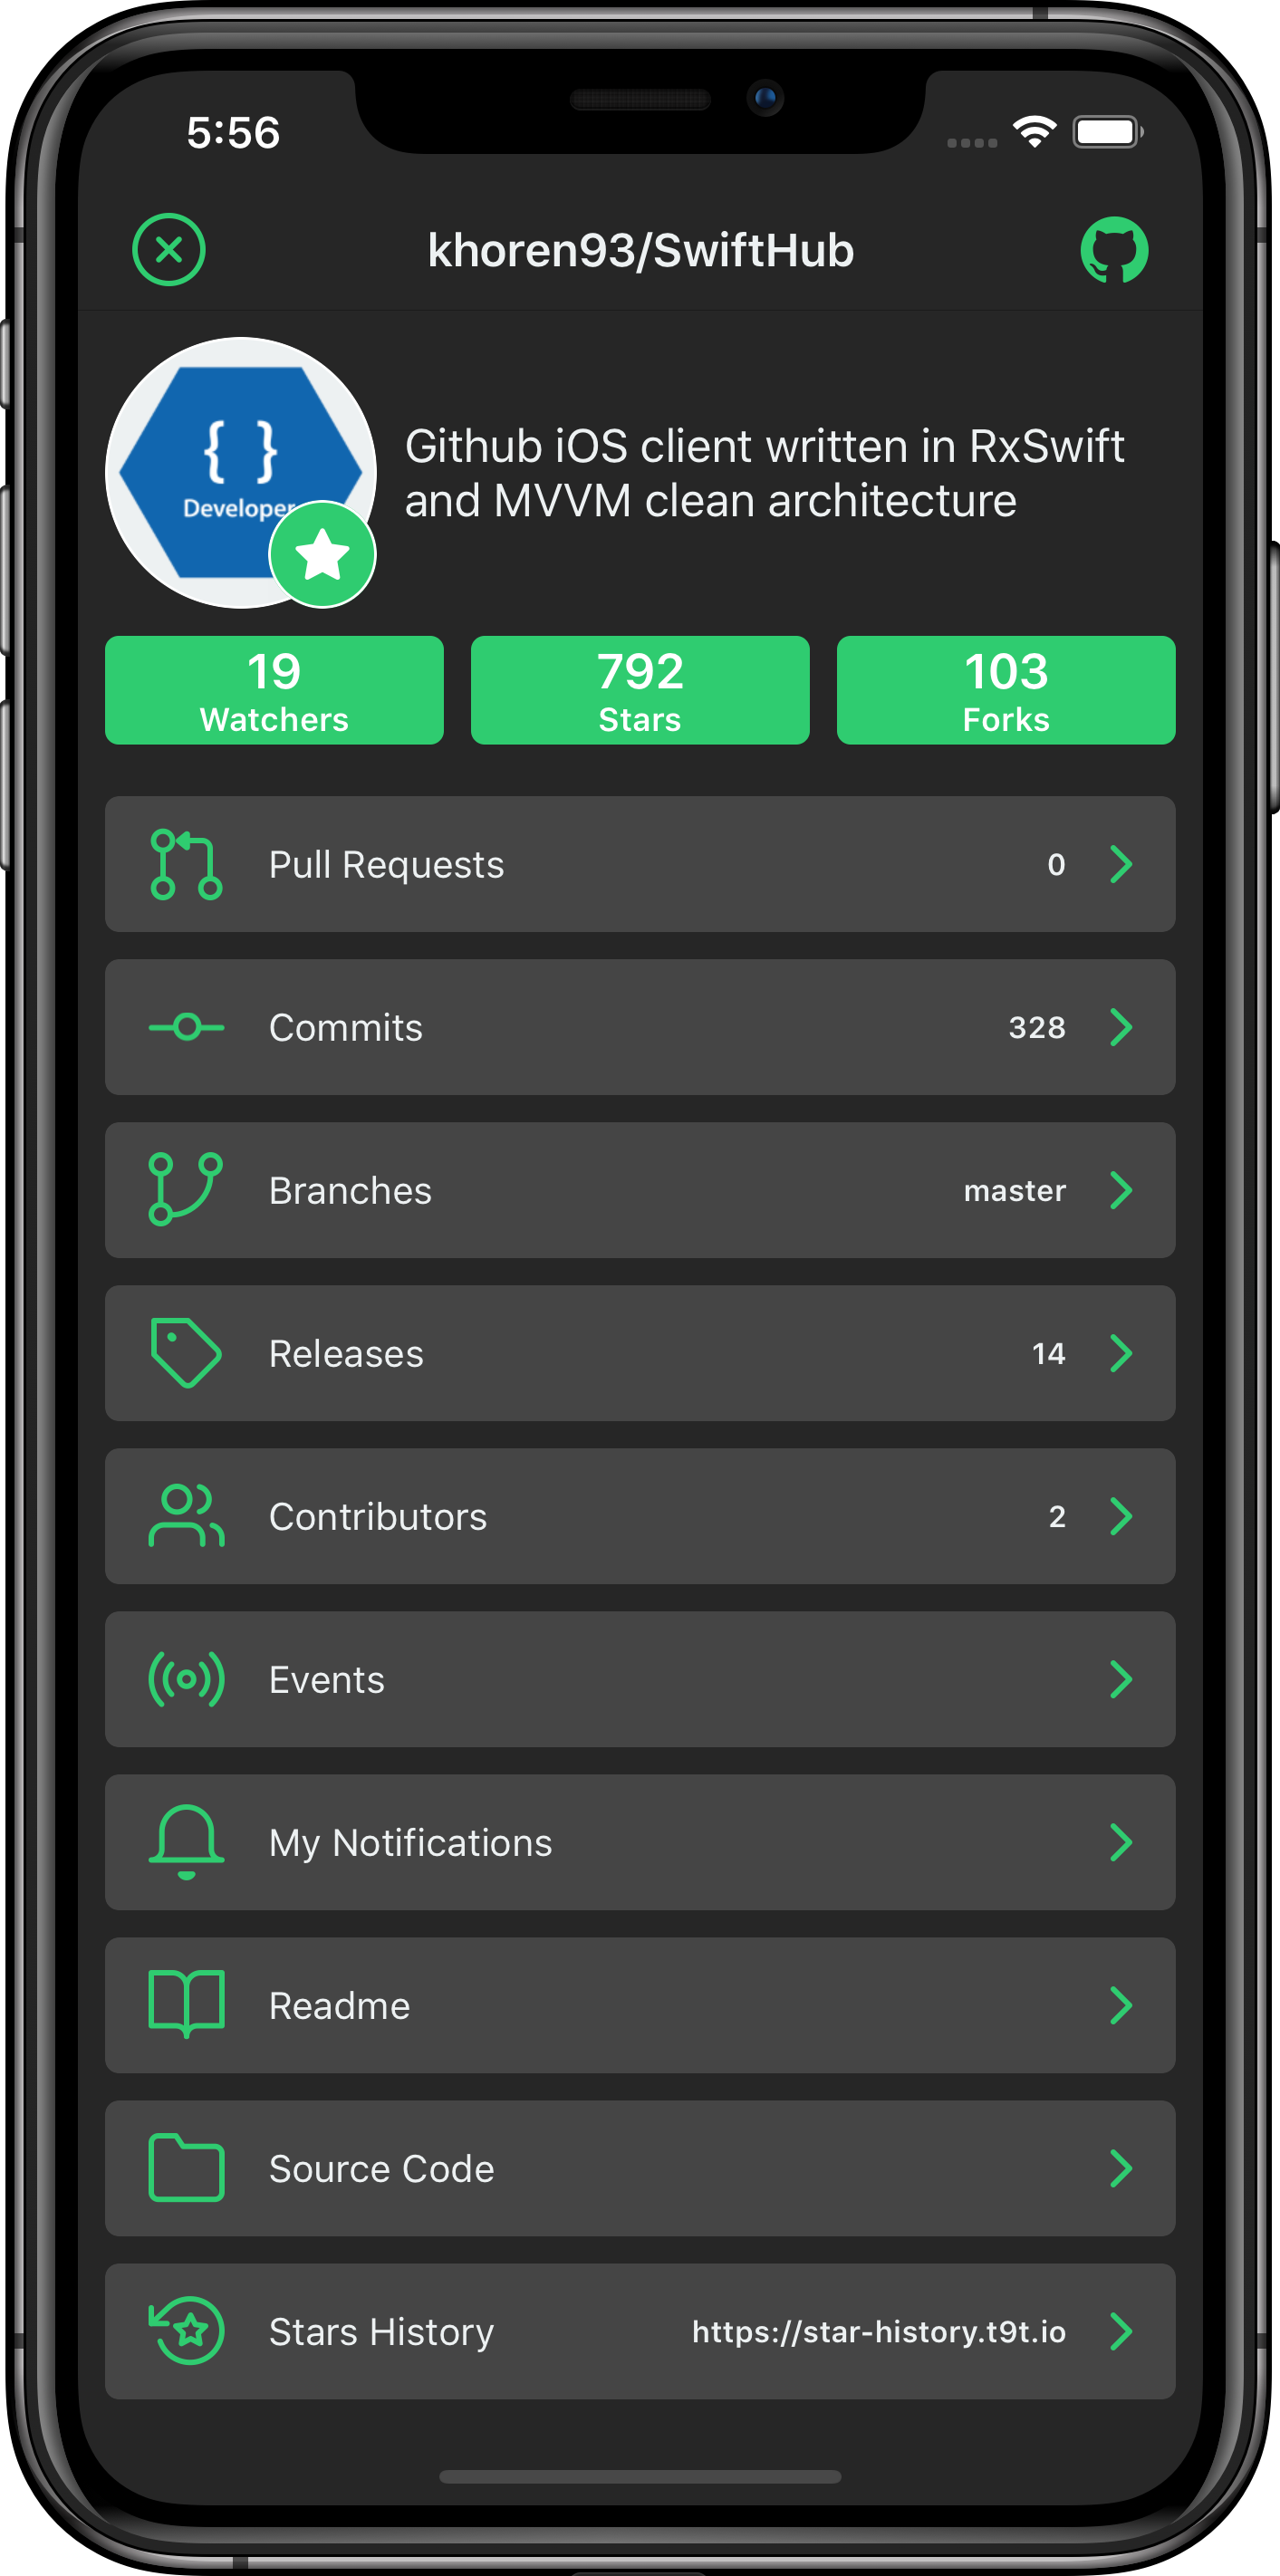 5:56
khoren93/SwiftHub
{ }
Developer
Github iOS client written in RxSwift
and MVVM clean architecture
19
Watchers
792
Stars
103
Forks
Pull Requests 0
Commits 328
Branches master
Releases 14
Contributors 2
Events
My Notifications
Readme
Source Code
Stars History https://star-history.t9t.io